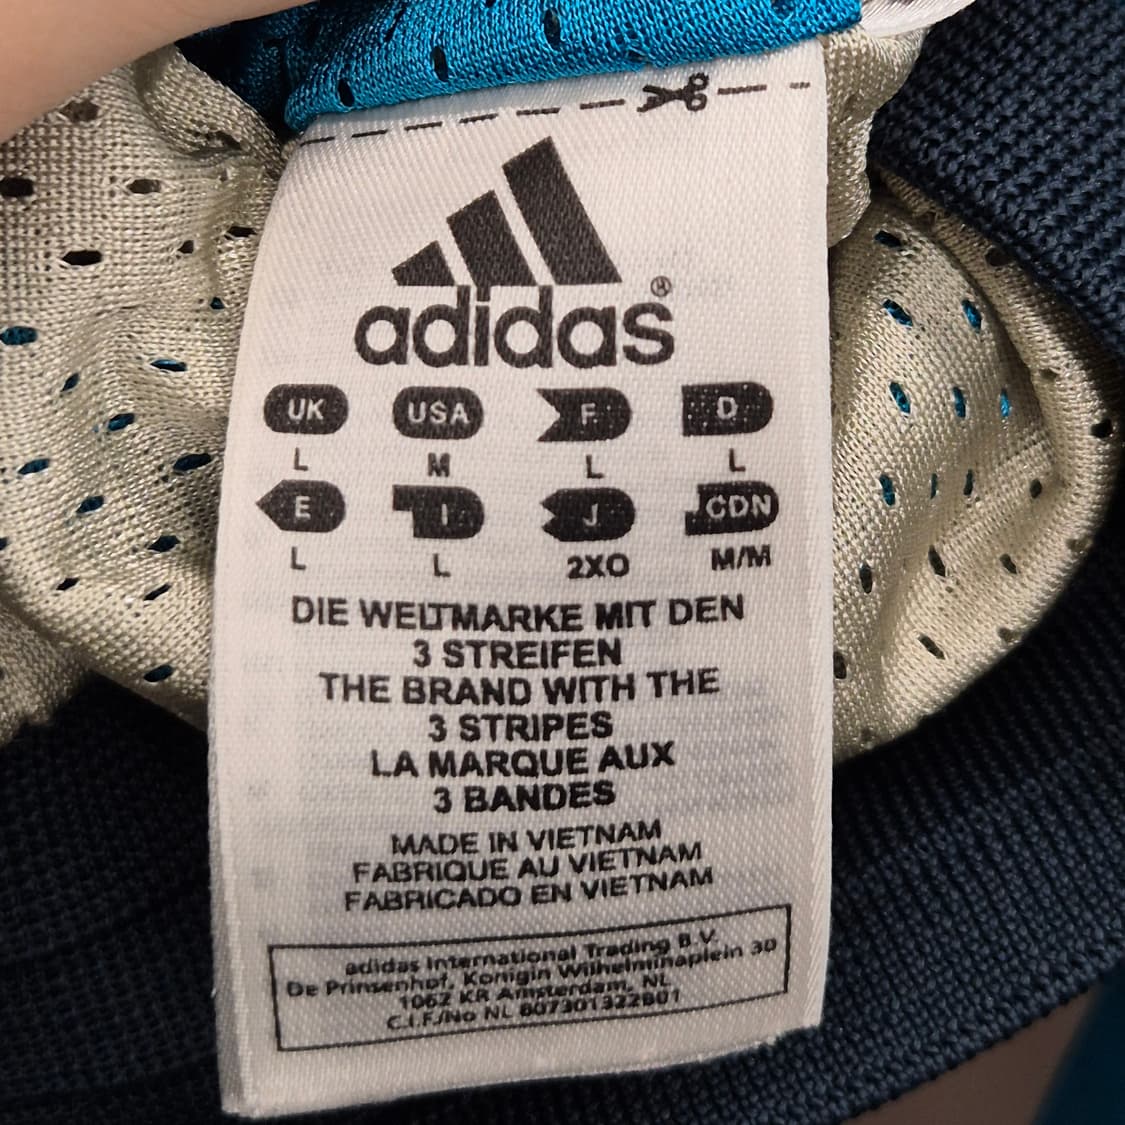 adidas®
UK USA F D
L M L L
E I J CDN
L L 2XO M/M
DIE WELTMARKE MIT DEN
3 STREIFEN
THE BRAND WITH THE
3 STRIPES
LA MARQUE AUX
3 BANDES
MADE IN VIETNAM
FABRIQUE AU VIETNAM
FABRICADO EN VIETNAM
adidas International Trading B.V.
De Prinsenhof, Konigin Wilhelminaplein 30
1062 KR Amsterdam, NL
C.I.F./No NL 807301322B01